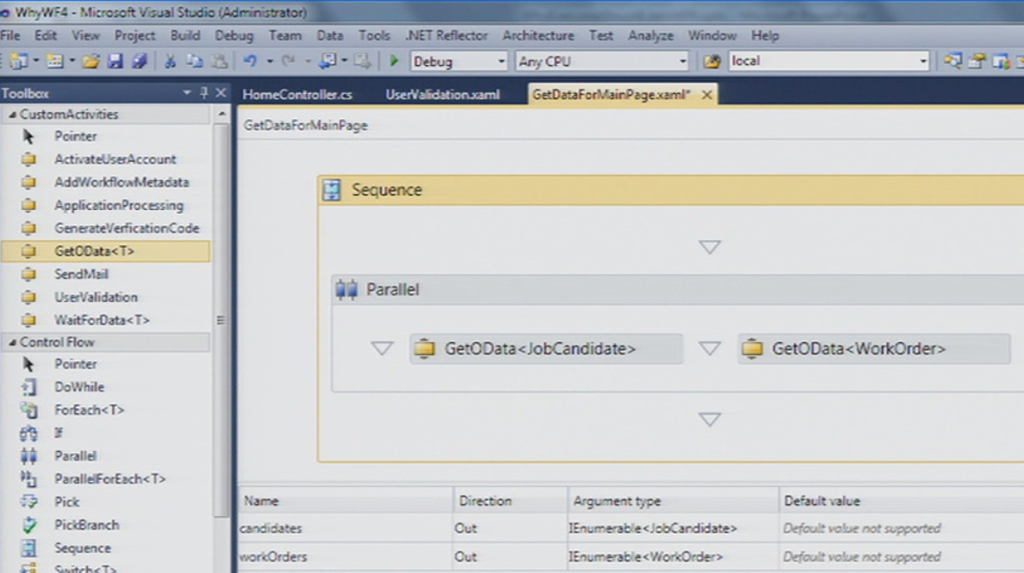 WhyWF4 - Microsoft Visual Studio (Administrator)
File Edit View Project Build Debug Team Data Tools .NET Reflector Architecture Test Analyze Window Help
Debug Any CPU local
Toolbox
HomeController.cs UserValidation.xaml GetDataForMainPage.xaml*
CustomActivities
GetDataForMainPage
Pointer
ActivateUserAccount
AddWorkflowMetadata
Sequence
ApplicationProcessing
GenerateVerficationCode
GetOData<T>
SendMail
Parallel
UserValidation
WaitForData<T>
Control Flow
GetOData<JobCandidate> GetOData<WorkOrder>
Pointer
DoWhile
ForEach<T>
If
Parallel
ParallelForEach<T>
Pick
Name Direction Argument type Default value
PickBranch
candidates Out IEnumerable<JobCandidate> Default value not supported
Sequence
workOrders Out IEnumerable<WorkOrder> Default value not supported
Switch<T>